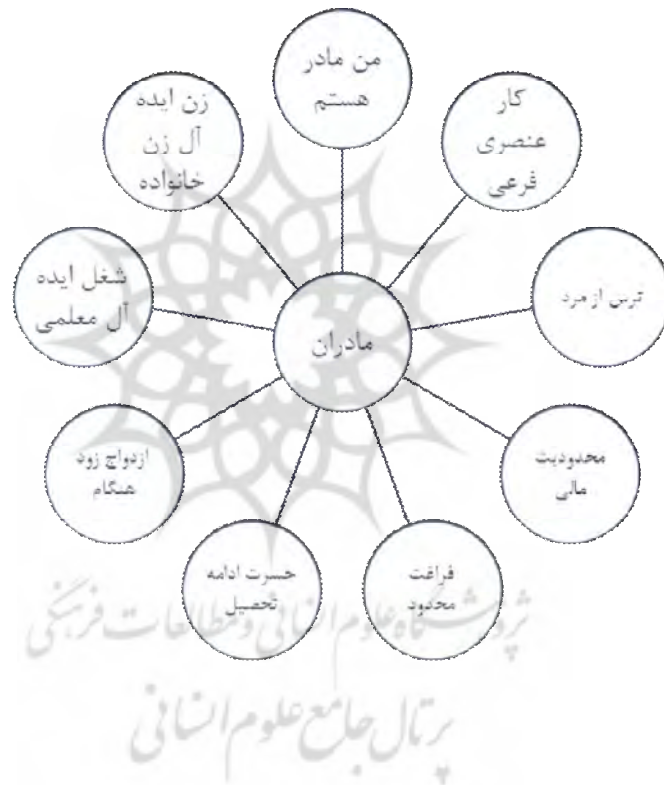 من مادر
هستم
کار
عنصری
فرعی
ترس از مرد
محدودیت
مالی
فراغت
محدود
حسرت ادامه
تحصیل
ازدواج زود
هنگام
شغل ایده
آل معلمی
زن ایده
آل زن
خانواده
مادران
پژوهشگاه علوم انسانی و مطالعات فرهنگی
پرتال جامع علوم انسانی